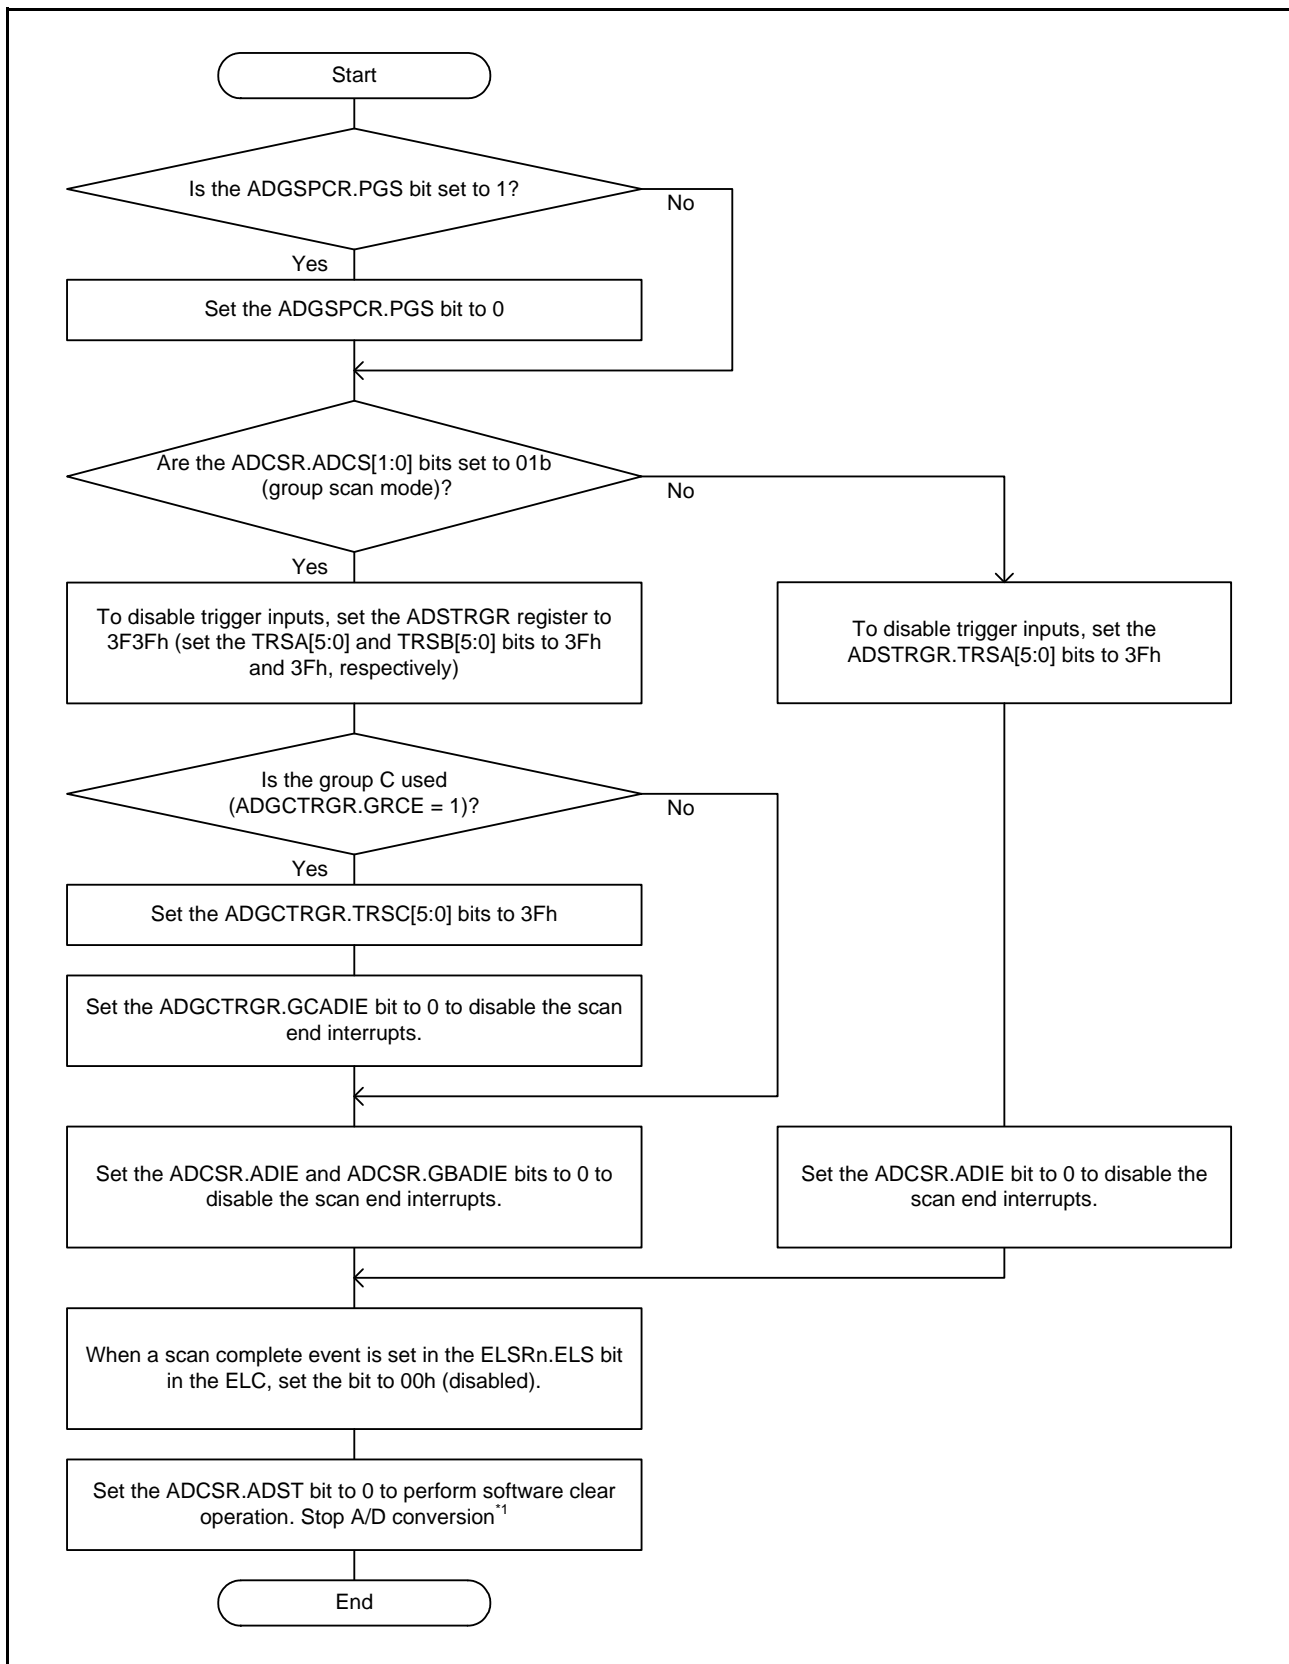 Start
Is the ADGSPCR.PGS bit set to 1?
No
Yes
Set the ADGSPCR.PGS bit to 0
Are the ADCSR.ADCS[1:0] bits set to 01b
(group scan mode)?
No
Yes
To disable trigger inputs, set the ADSTRGR register to
3F3Fh (set the TRSA[5:0] and TRSB[5:0] bits to 3Fh
and 3Fh, respectively)
To disable trigger inputs, set the
ADSTRGR.TRSA[5:0] bits to 3Fh
Is the group C used
(ADGCTRGR.GRCE = 1)?
No
Yes
Set the ADGCTRGR.TRSC[5:0] bits to 3Fh
Set the ADGCTRGR.GCADIE bit to 0 to disable the scan
end interrupts.
Set the ADCSR.ADIE and ADCSR.GBADIE bits to 0 to
disable the scan end interrupts.
Set the ADCSR.ADIE bit to 0 to disable the
scan end interrupts.
When a scan complete event is set in the ELSRn.ELS bit
in the ELC, set the bit to 00h (disabled).
Set the ADCSR.ADST bit to 0 to perform software clear
operation. Stop A/D conversion*1
End